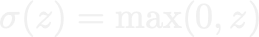 σ(z) = max(0, z)